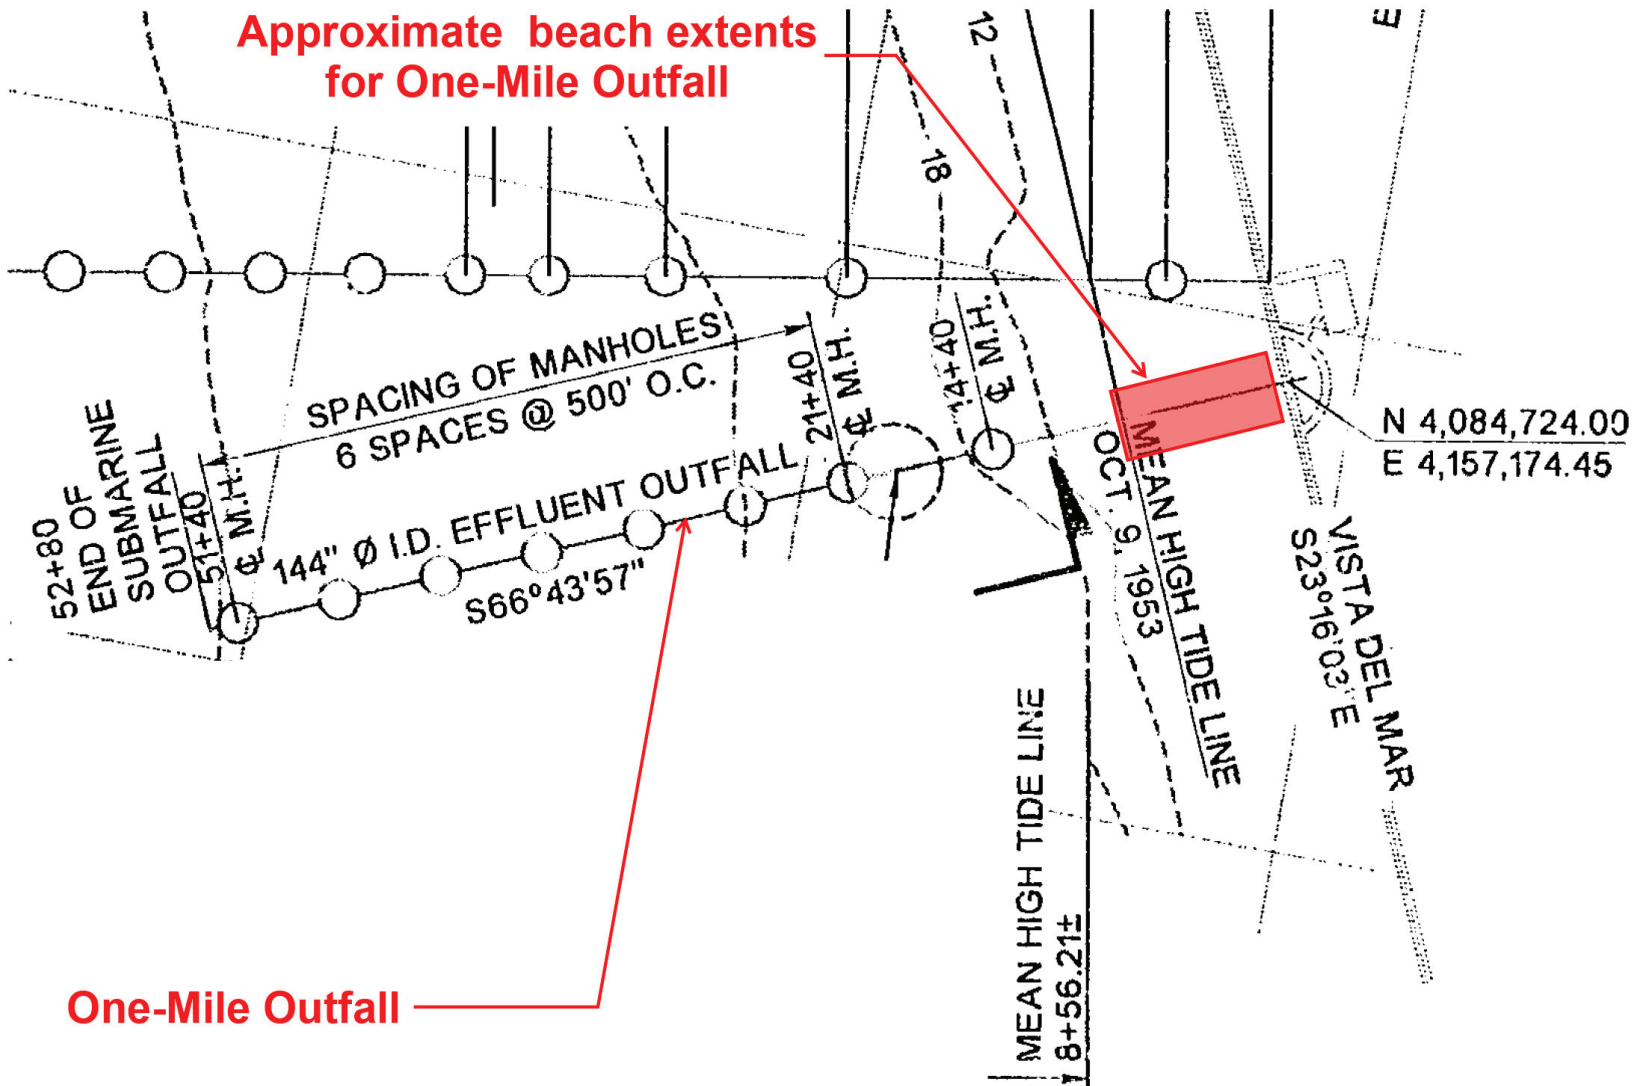 Approximate beach extents
for One-Mile Outfall
12
E
18
SPACING OF MANHOLES
6 SPACES @ 500' O.C.
21+40
℄ M.H.
14+40
℄ M.H.
N 4,084,724.00
E 4,157,174.45
52+80
END OF
SUBMARINE
OUTFALL
51+40
℄ M.H.
144" Ø I.D. EFFLUENT OUTFALL
S66°43'57"
MEAN HIGH TIDE LINE
OCT. 9, 1953
VISTA DEL MAR
S23°16'03"E
MEAN HIGH TIDE LINE
8+56.21±
One-Mile Outfall